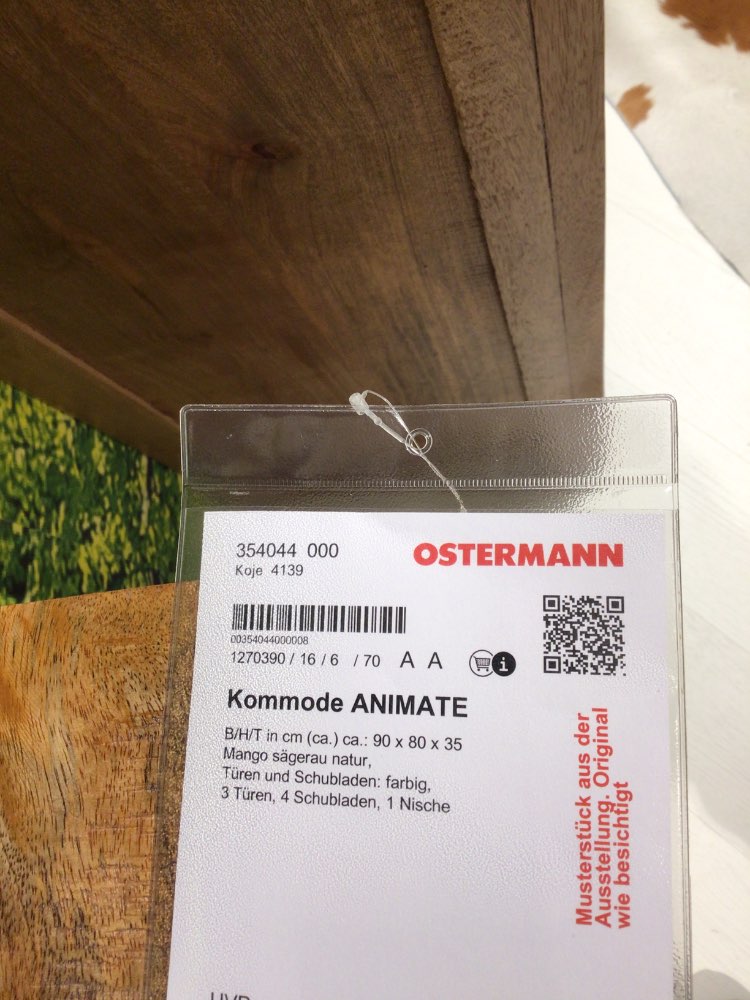 354044 000
OSTERMANN
Koje 4139
00354044000008
1270390 / 16 / 6 / 70 A A
i
Kommode ANIMATE
B/H/T in cm (ca.) ca.: 90 x 80 x 35
Mango sägerau natur,
Türen und Schubladen: farbig,
3 Türen, 4 Schubladen, 1 Nische
Musterstück aus der
Ausstellung. Original
wie besichtigt
UVP